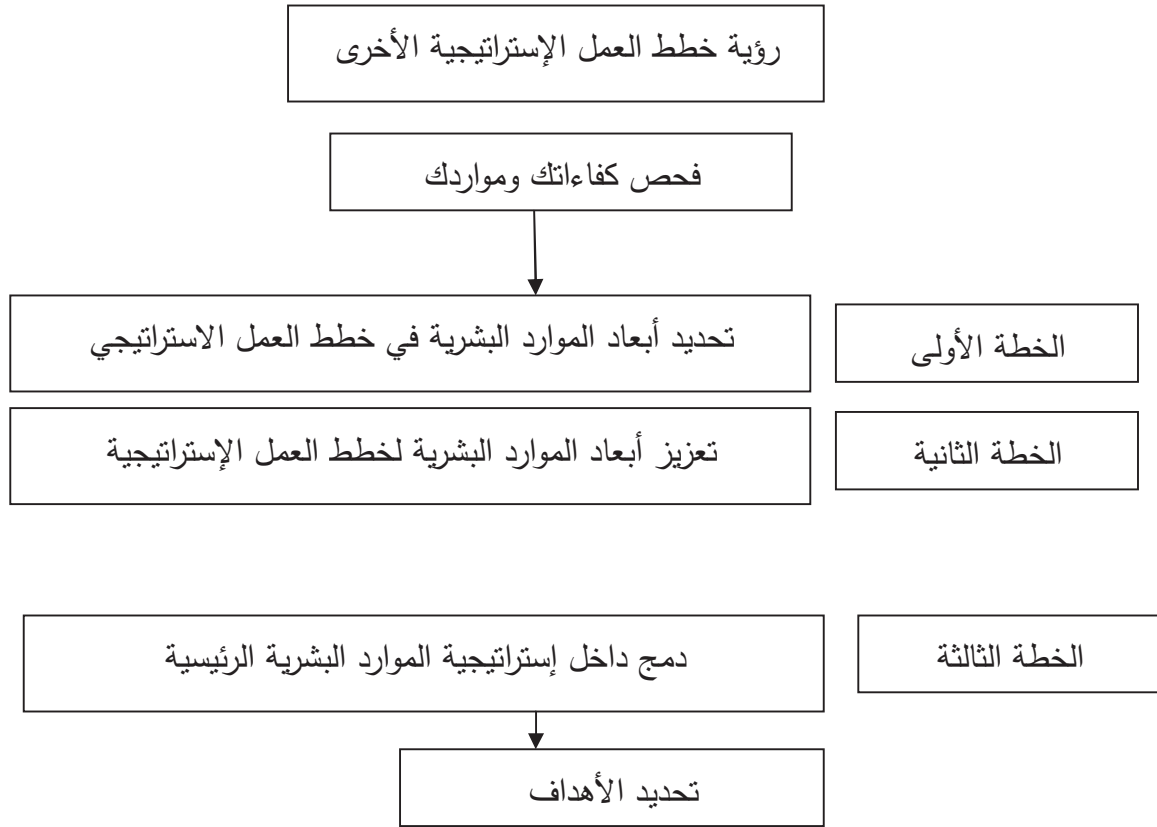 رؤية خطط العمل الإستراتيجية الأخرى
فحص كفاءاتك ومواردك
الخطة الأولى
تحديد أبعاد الموارد البشرية في خطط العمل الاستراتيجي
الخطة الثانية
تعزيز أبعاد الموارد البشرية لخطط العمل الإستراتيجية
الخطة الثالثة
دمج داخل إستراتيجية الموارد البشرية الرئيسية
تحديد الأهداف